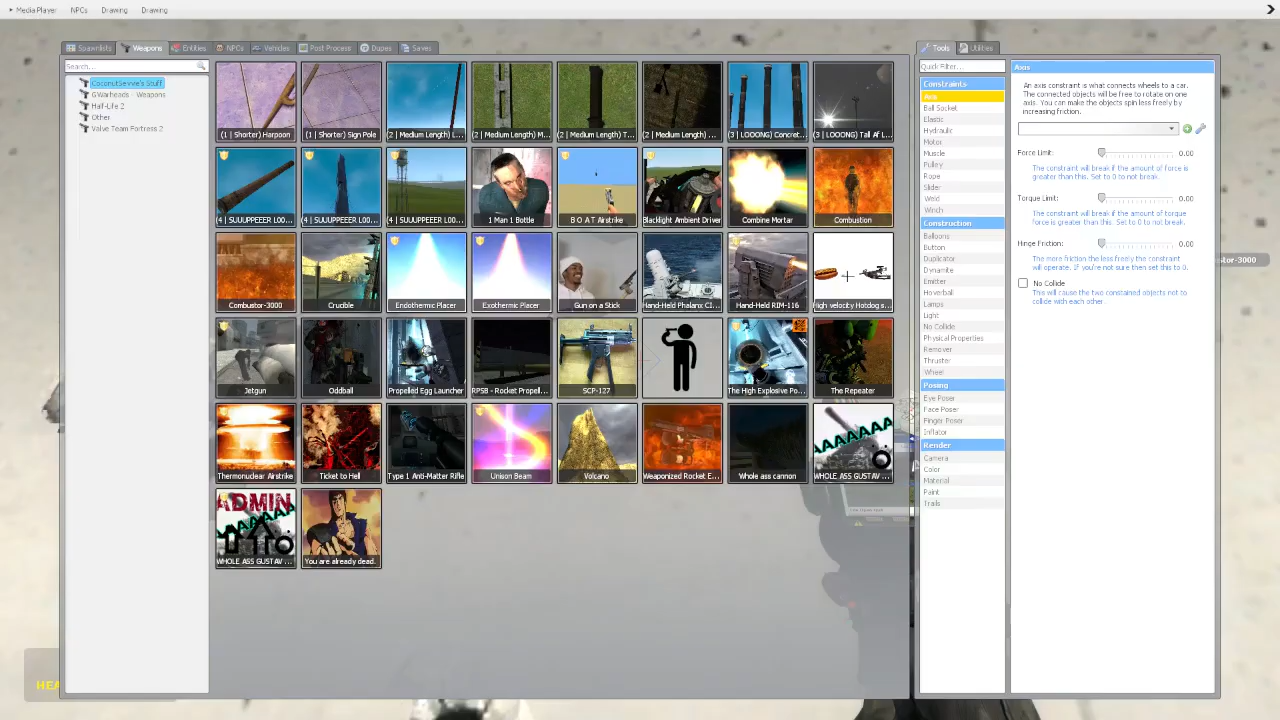 MediaPlayer NPCs Drawing Drawing
Spawnlists Weapons Entities NPCs Vehicles Post Process Dupes Saves
Search...
CoconutSevve's Stuff
GWarheads - Weapons
Half-Life 2
Other
Valve Team Fortress 2
(1 | Shorter) Harpoon
(1 | Shorter) Sign Pole
(2 | Medium Length) L...
(2 | Medium Length) M...
(2 | Medium Length) T...
(2 | Medium Length) ...
(3 | LOOONG) Concret...
(3 | LOOONG) Tall Af L...
(4 | SUUUPPEEER LOO...
(4 | SUUUPPEEER LOO...
(4 | SUUUPPEEER LOO...
1 Man 1 Bottle
B O A T Airstrike
Blacklight Ambient Driver
Combine Mortar
Combustion
Combustor-3000
Crucible
Endothermic Placer
Exothermic Placer
Gun on a Stick
Hand-Held Phalanx CI...
Hand-Held RIM-116
High velocity Hotdog s...
Jetgun
Oddball
Propelled Egg Launcher
RPSB - Rocket Propell...
SCP-127
The High Explosive Po...
The Repeater
Thermonuclear Airstrike
Ticket to Hell
Type 1 Anti-Matter Rifle
Unison Beam
Volcano
Weaponized Rocket E...
Whole ass cannon
AAAAAAA
WHOLE ASS GUSTAV ...
ADMIN
WHOLE ASS GUSTAV ...
You are already dead.
HEA
Tools Utilities
Quick Filter...
Constraints
Axis
Ball Socket
Elastic
Hydraulic
Motor
Muscle
Pulley
Rope
Slider
Weld
Winch
Construction
Balloons
Button
Duplicator
Dynamite
Emitter
Hoverball
Lamps
Light
No Collide
Physical Properties
Remover
Thruster
Wheel
Posing
Eye Poser
Face Poser
Finger Poser
Inflator
Render
Camera
Color
Material
Paint
Trails
Axis
An axis constraint is what connects wheels to a car.
The connected objects will be free to rotate on one
axis. You can make the objects spin less freely by
increasing friction.
Force Limit: 0.00
The constraint will break if the amount of force is
greater than this. Set to 0 to not break.
Torque Limit: 0.00
The constraint will break if the amount of torque
force is greater than this. Set to 0 to not break.
Hinge Friction: 0.00
The more friction the less freely the constraint
will operate. If you're not sure then set this to 0.
No Collide
This will cause the two constrained objects not to
collide with each other.
stor-3000